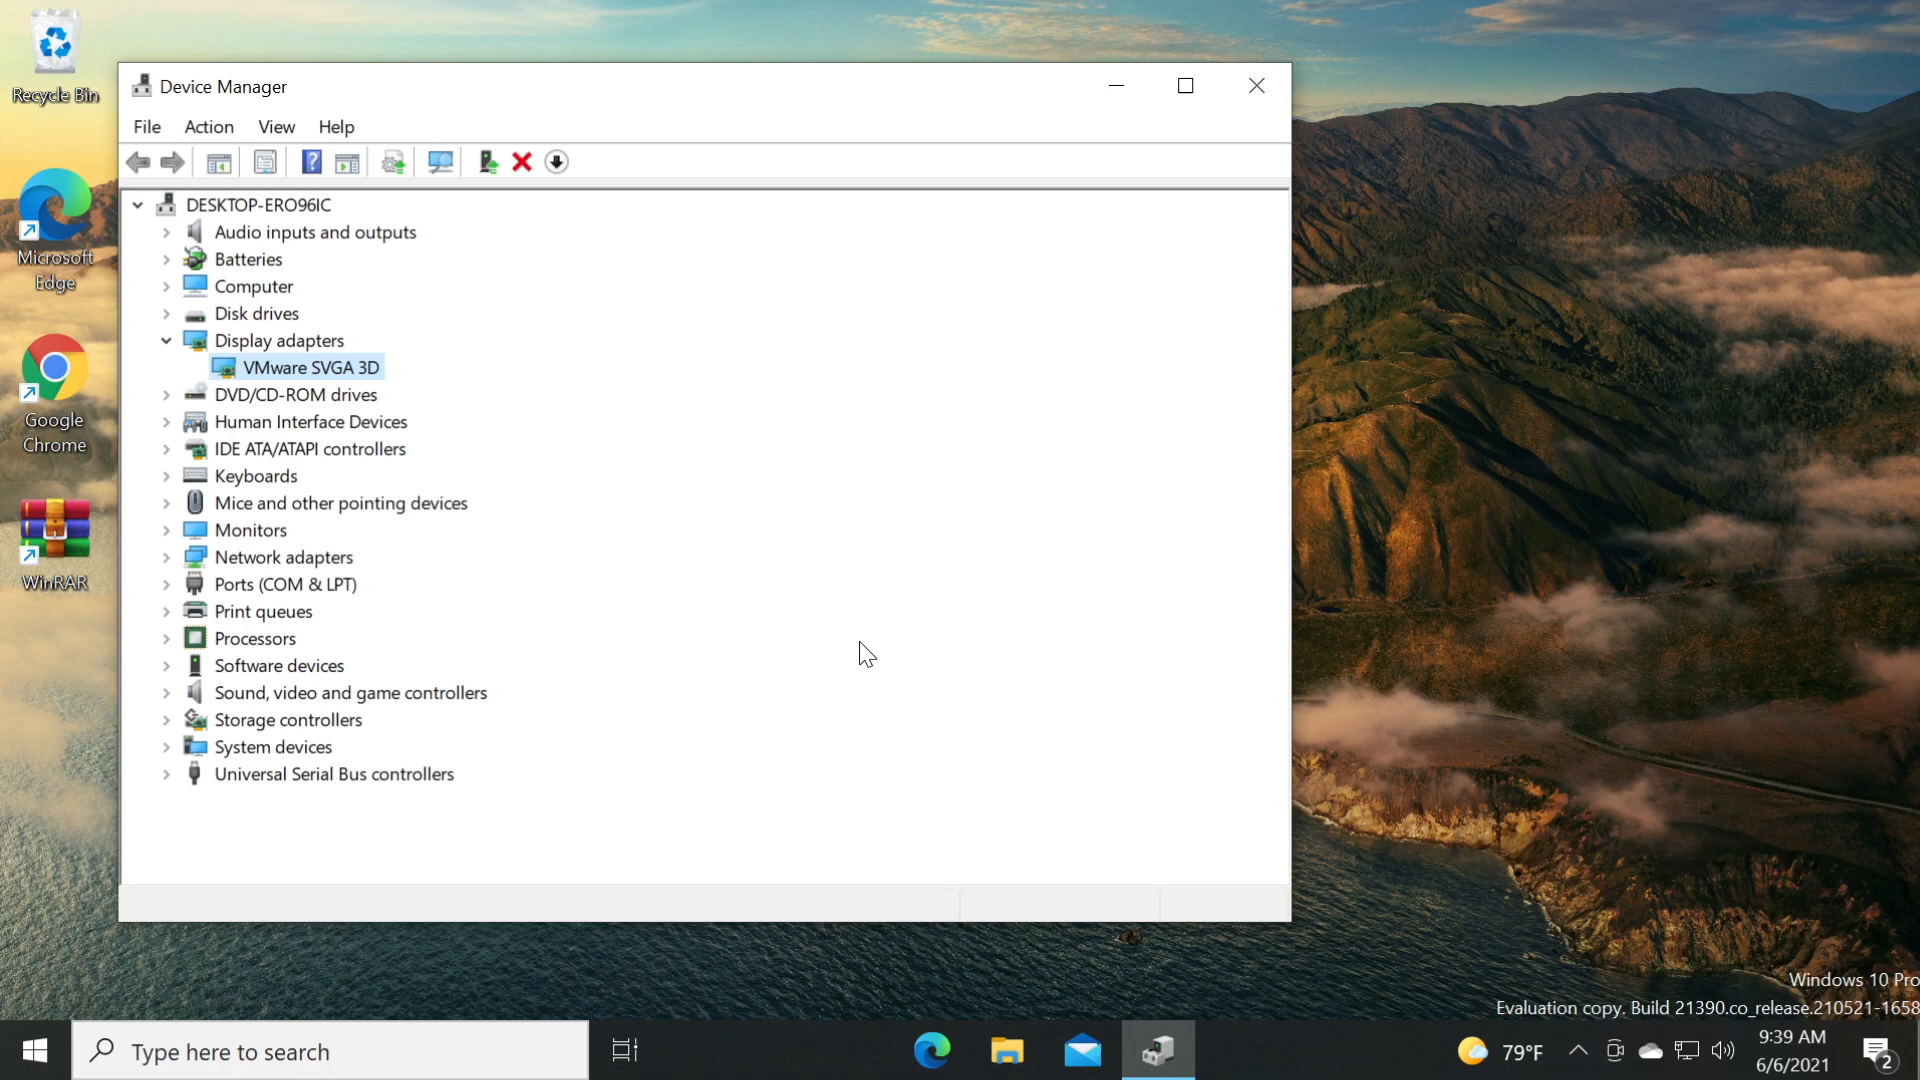 Recycle Bin
Microsoft
Edge
Google
Chrome
WinRAR
Device Manager
File Action View Help
DESKTOP-ERO96IC
Audio inputs and outputs
Batteries
Computer
Disk drives
Display adapters
VMware SVGA 3D
DVD/CD-ROM drives
Human Interface Devices
IDE ATA/ATAPI controllers
Keyboards
Mice and other pointing devices
Monitors
Network adapters
Ports (COM & LPT)
Print queues
Processors
Software devices
Sound, video and game controllers
Storage controllers
System devices
Universal Serial Bus controllers
Windows 10 Pro
Evaluation copy. Build 21390.co_release.210521-1658
Type here to search
79°F
9:39 AM
6/6/2021
2